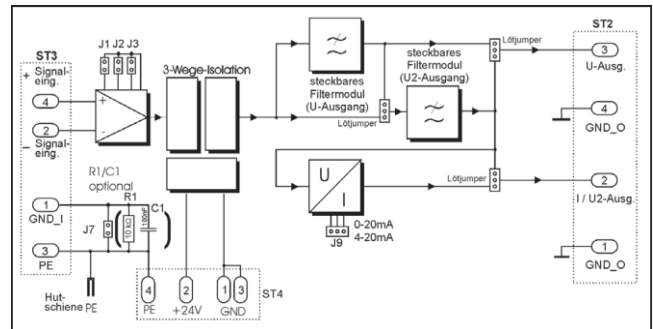 ST3
+ Signal-
eing.
4
2
_ Signal-
eing.
1
GND_I
3
PE
J1 J2 J3
+
-
3-Wege-Isolation
R1/C1
optional
R1
C1
J7
10 kΩ
100nF
Hut-
schiene PE
4
2
1
3
PE
+24V
GND
ST4
steckbares
Filtermodul
(U-Ausgang)
Lötjumper
steckbares
Filtermodul
(U2-Ausgang)
Lötjumper
U
I
0-20mA
4-20mA
J9
Lötjumper
ST2
3
U-Ausg.
4
GND_O
2
I / U2-Ausg.
1
GND_O